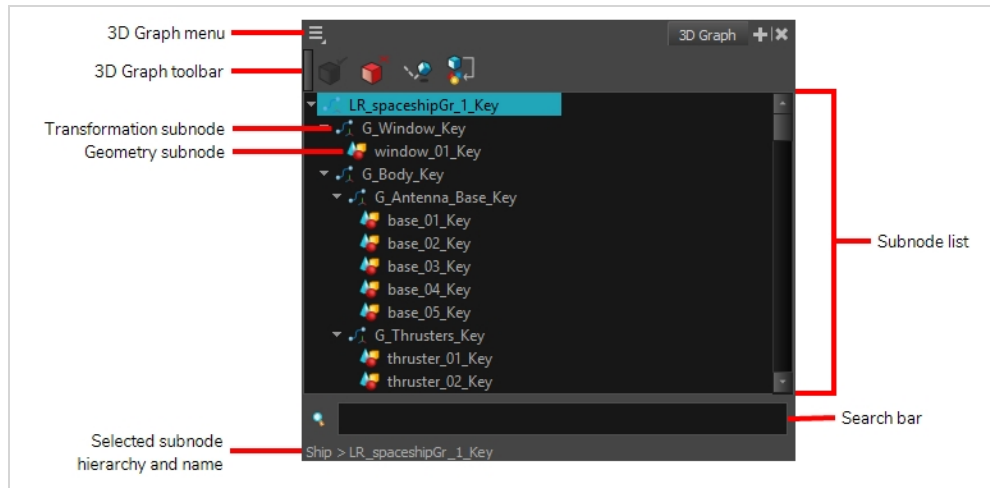 3D Graph menu
3D Graph
3D Graph toolbar
LR_spaceshipGr_1_Key
Transformation subnode
G_Window_Key
Geometry subnode
window_01_Key
G_Body_Key
G_Antenna_Base_Key
base_01_Key
base_02_Key
base_03_Key
Subnode list
base_04_Key
base_05_Key
G_Thrusters_Key
thruster_01_Key
thruster_02_Key
Search bar
Selected subnode
hierarchy and name
Ship > LR_spaceshipGr_1_Key